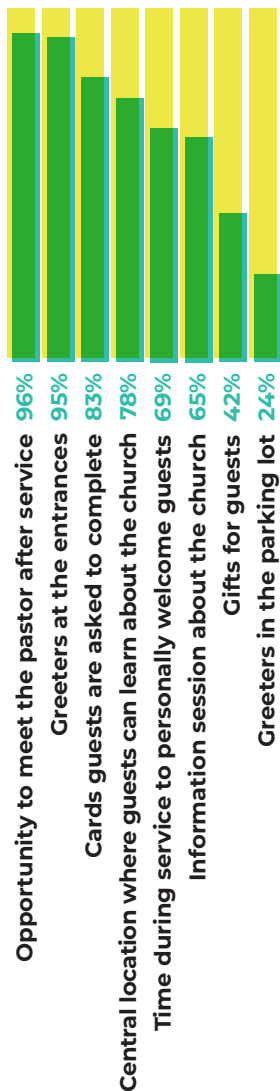 Opportunity to meet the pastor after service 96%
Greeters at the entrances 95%
Cards guests are asked to complete 83%
Central location where guests can learn about the church 78%
Time during service to personally welcome guests 69%
Information session about the church 65%
Gifts for guests 42%
Greeters in the parking lot 24%